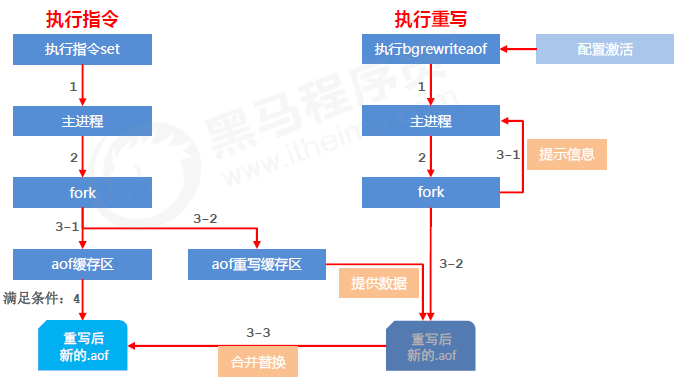 执行指令
执行重写
执行指令set
执行bgrewriteaof
配置激活
1
1
主进程
主进程
2
2
3-1
提示信息
fork
fork
3-1
3-2
aof缓存区
aof重写缓存区
3-2
提供数据
满足条件：4
重写后
新的.aof
3-3
合并替换
重写后
新的.aof
黑马程序员
www.itheima.com